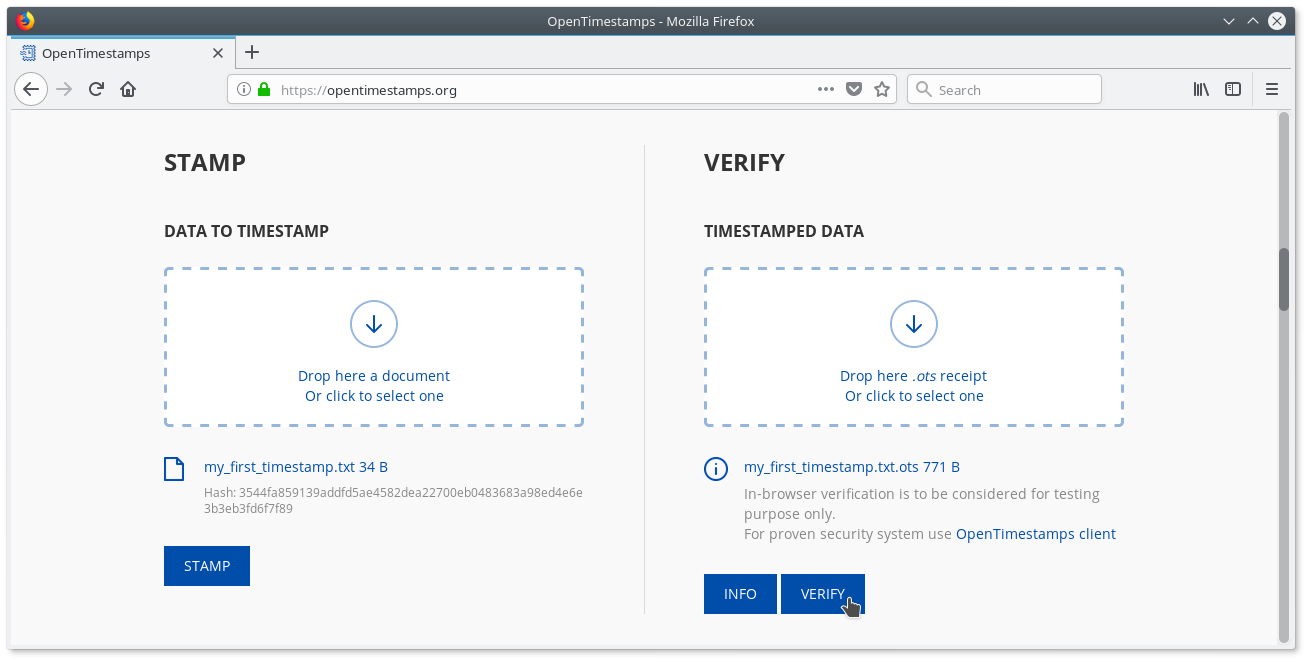 OpenTimestamps - Mozilla Firefox
OpenTimestamps
https://opentimestamps.org
Search
STAMP
DATA TO TIMESTAMP
Drop here a document
Or click to select one
my_first_timestamp.txt 34 B
Hash: 3544fa859139addfd5ae4582dea22700eb0483683a98ed4e6e
3b3eb3fd6f7f89
STAMP
VERIFY
TIMESTAMPED DATA
Drop here .ots receipt
Or click to select one
my_first_timestamp.txt.ots 771 B
In-browser verification is to be considered for testing
purpose only.
For proven security system use OpenTimestamps client
INFO
VERIFY